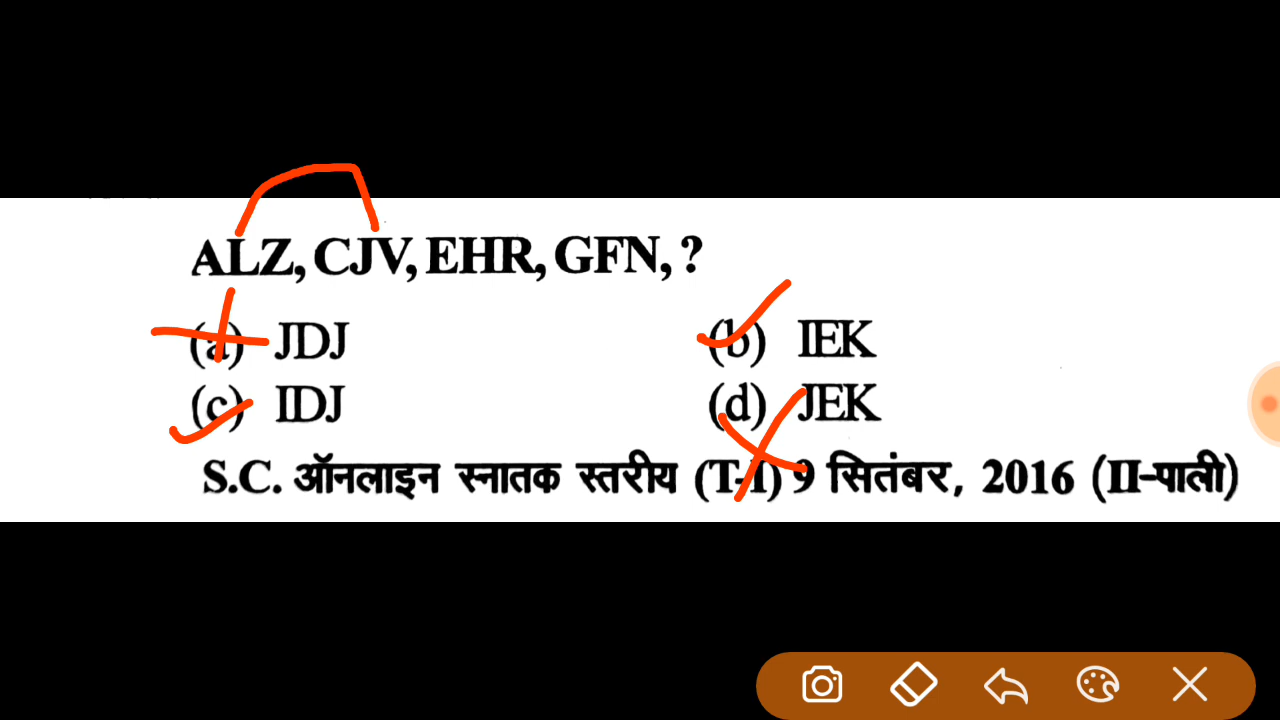 ALZ, CJV, EHR, GFN, ?
(a) JDJ (b) IEK
(c) IDJ (d) JEK
S.C. ऑनलाइन स्नातक स्तरीय (T-I) 9 सितंबर, 2016 (II-पाली)